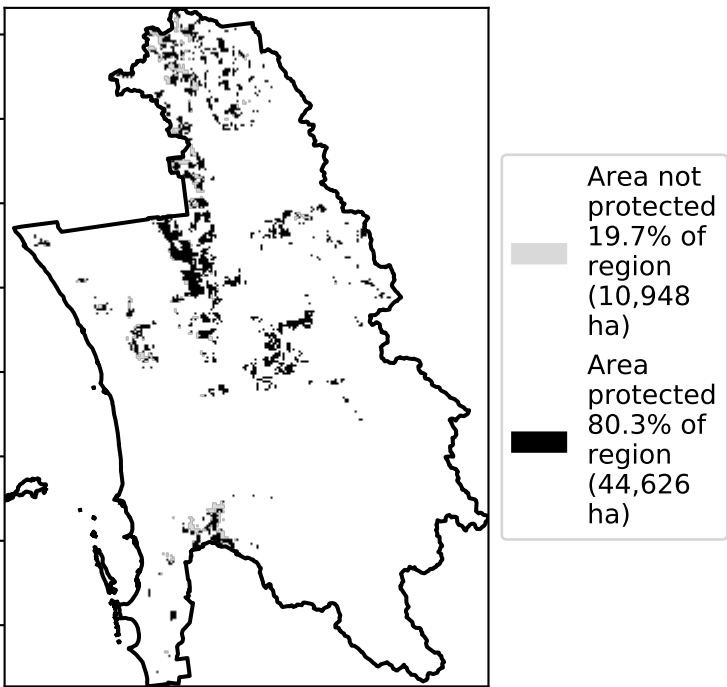 Area not
protected
19.7% of
region
(10,948
ha)
Area
protected
80.3% of
region
(44,626
ha)